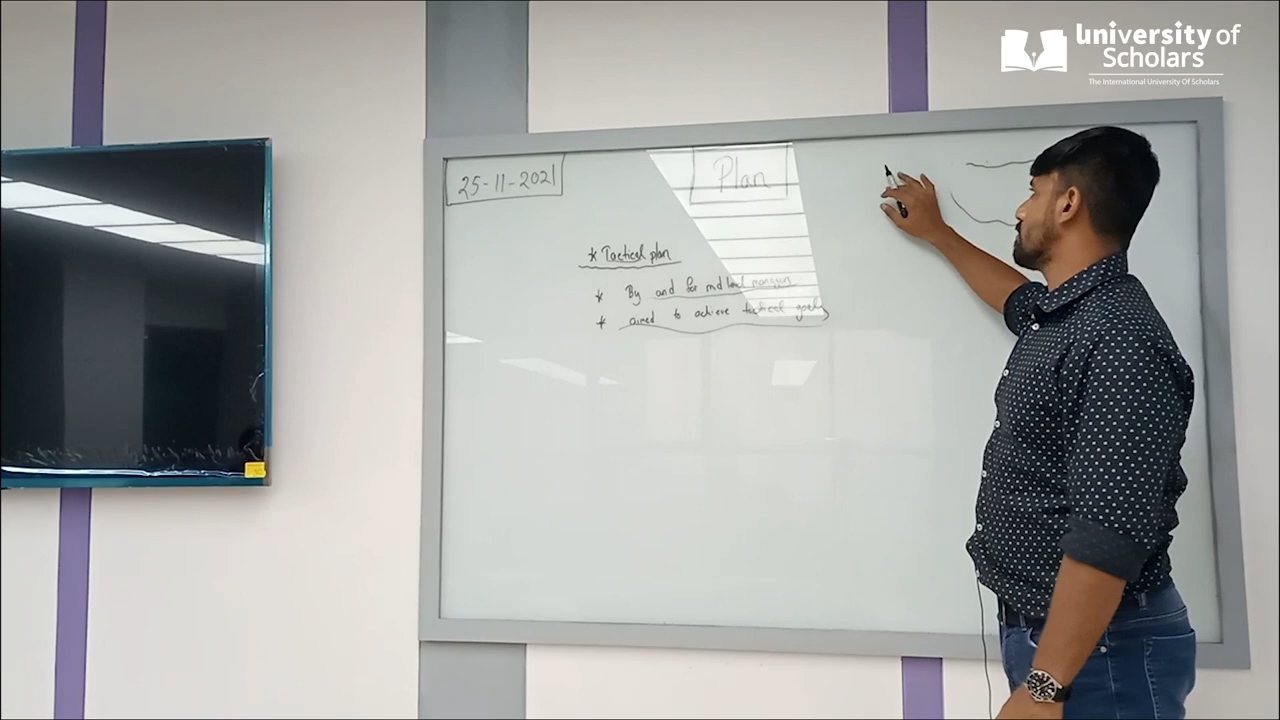 University of
Scholars
The International University Of Scholars
25-11-2021
Plan
* Tactical plan
* By and for mid level managers
* aimed to achieve tactical goals